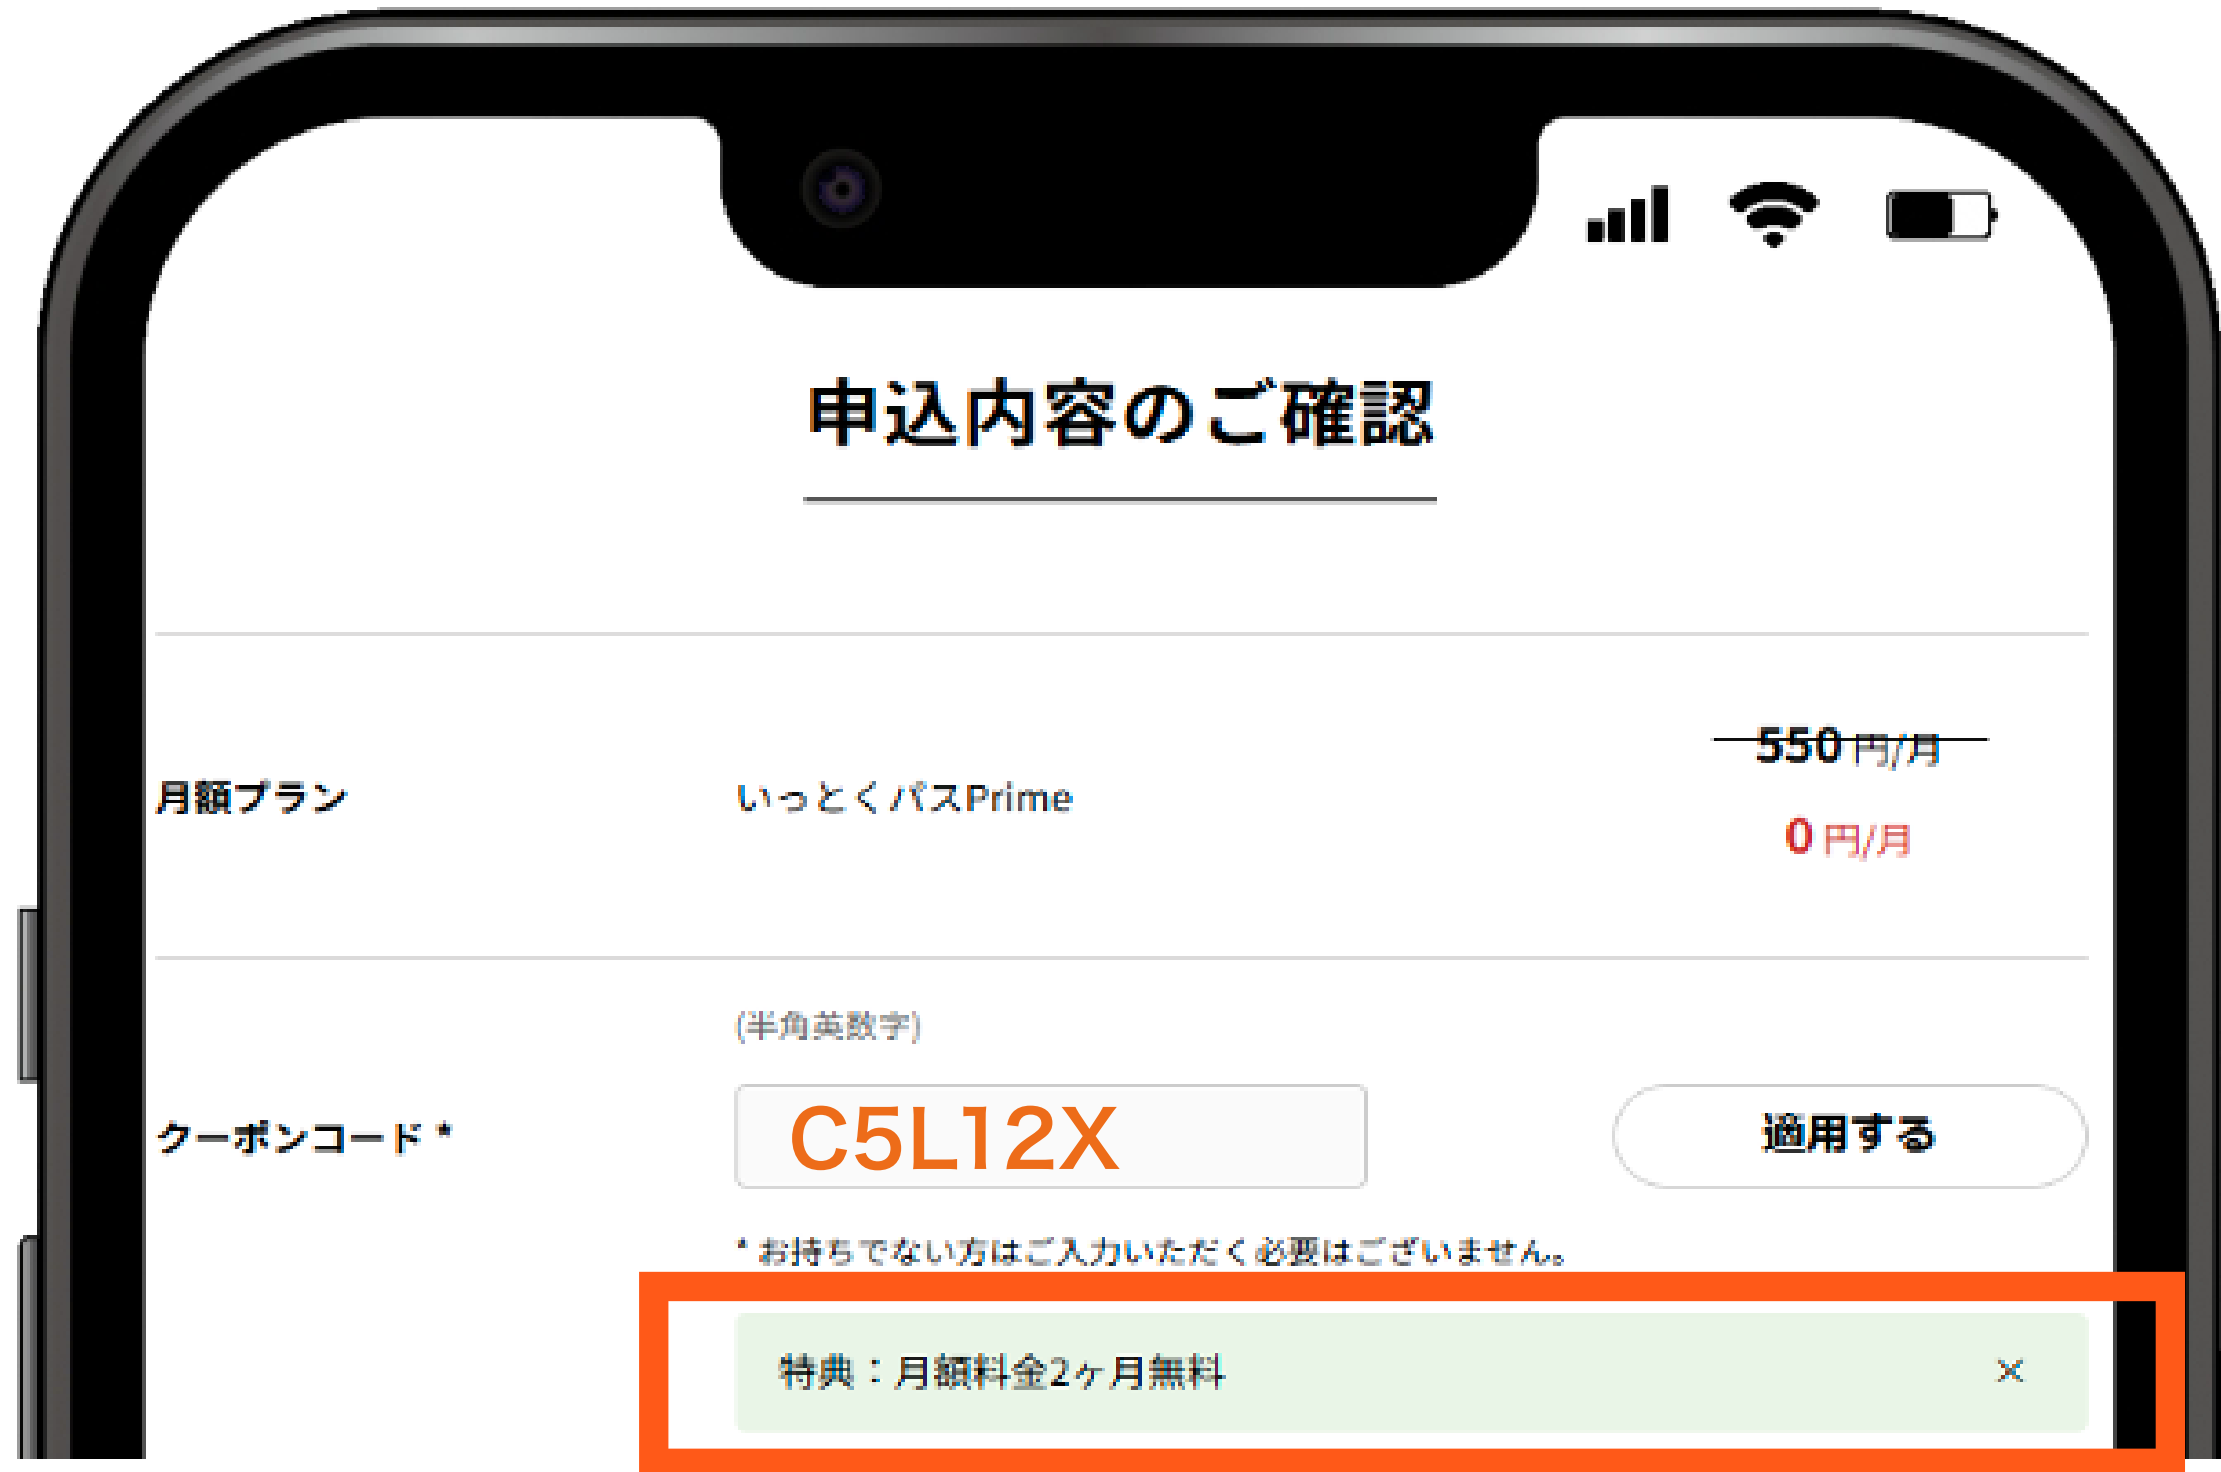 申込内容のご確認
月額プラン
いっとくパスPrime
550 円/月
0 円/月
(半角英数字)
クーポンコード *
C5L12X
適用する
* お持ちでない方はご入力いただく必要はございません。
特典：月額料金2ヶ月無料
×